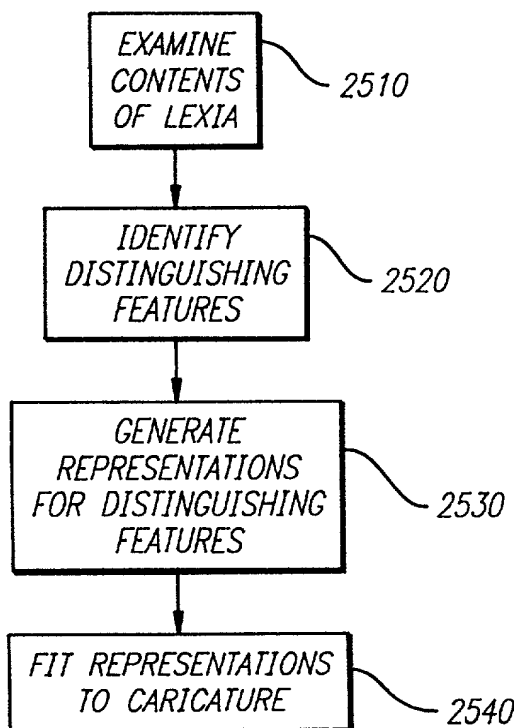 EXAMINE
CONTENTS
OF LEXIA
2510
IDENTIFY
DISTINGUISHING
FEATURES
2520
GENERATE
REPRESENTATIONS
FOR DISTINGUISHING
FEATURES
2530
FIT REPRESENTATIONS
TO CARICATURE
2540